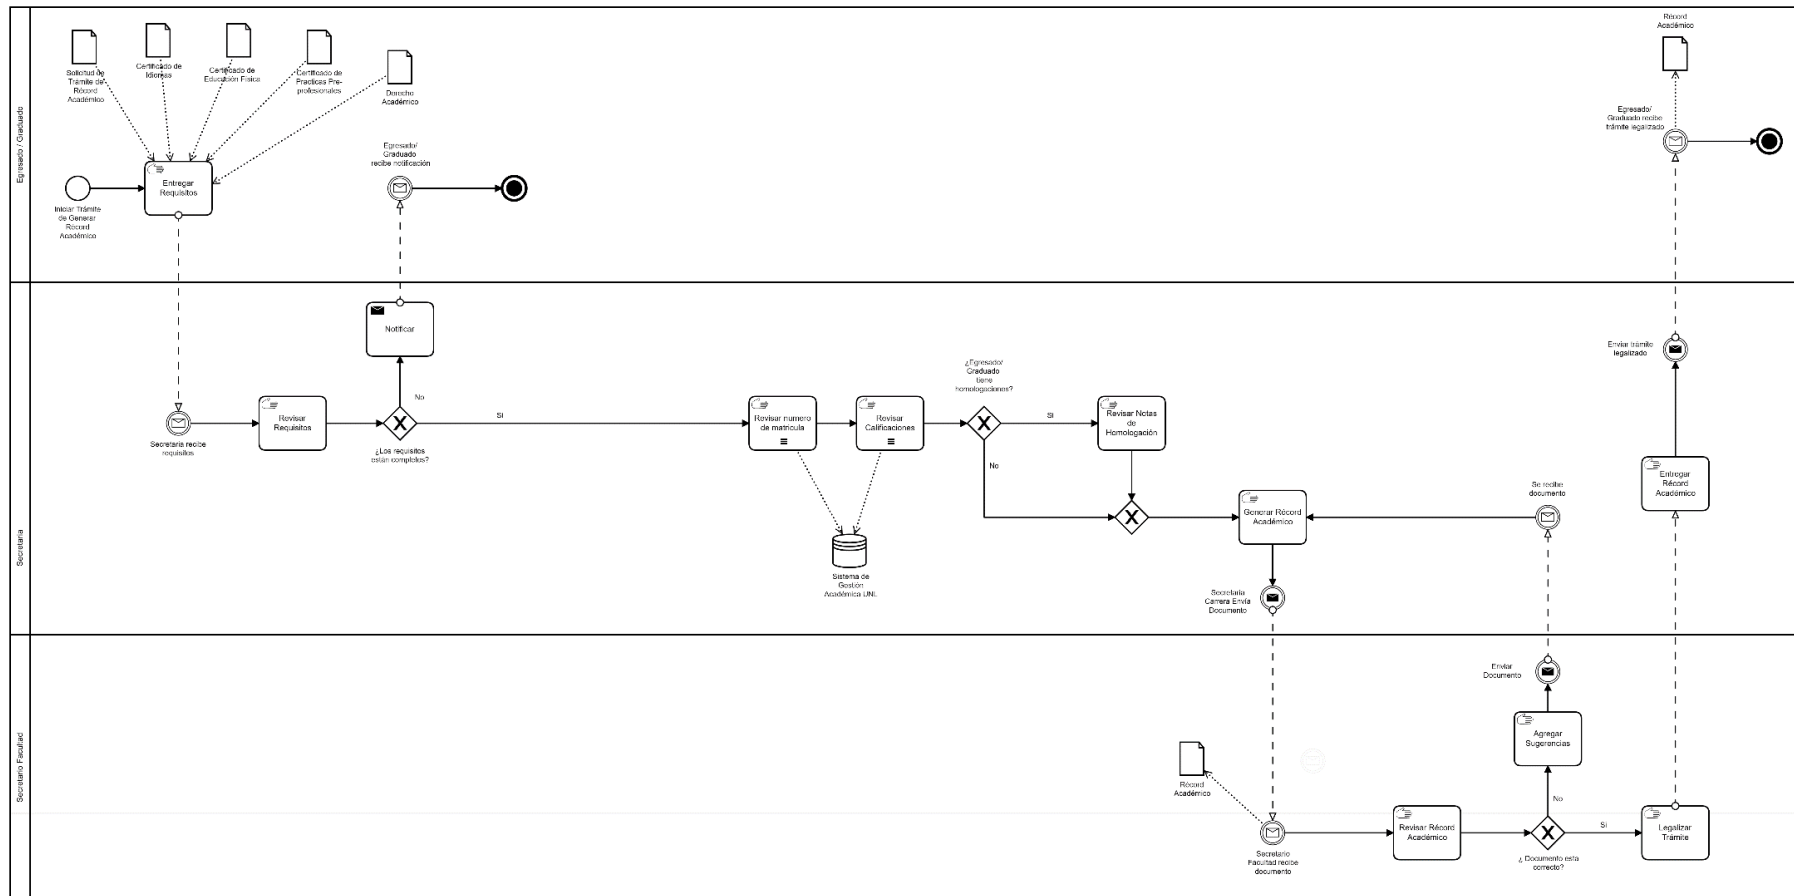 Egresado / Graduado
Solicitud de
Trámite de
Récord
Académico
Certificado de
Idiomas
Certificado de
Educación Física
Certificado de
Practicas Pre-
profesionales
Derecho
Académico
Récord
Académico
Egresado/
Graduado recibe
trámite legalizado
Egresado/
Graduado
recibe notificación
Entregar
Requisitos
Iniciar Trámite
de Generar
Récord
Académico
Secretaria
Notificar
Enviar trámite
legalizado
¿Egresado/
Graduado
tiene
homologaciones?
No
Si
Revisar
Requisitos
Secretaria recibe
requisitos
¿Los requisitos
están completos?
Revisar numero
de matricula
Revisar
Calificaciones
Si
No
Revisar Notas
de
Homologación
Entregar
Récord
Académico
Se recibe
documento
Generar Récord
Académico
Sistema de
Gestión
Académica UNL
Secretaria
Carrera Envía
Documento
Secretario Facultad
Enviar
Documento
Agregar
Sugerencias
Récord
Académico
No
Si
Revisar Récord
Académico
Legalizar
Trámite
Secretario
Facultad recibe
documento
¿ Documento esta
correcto?